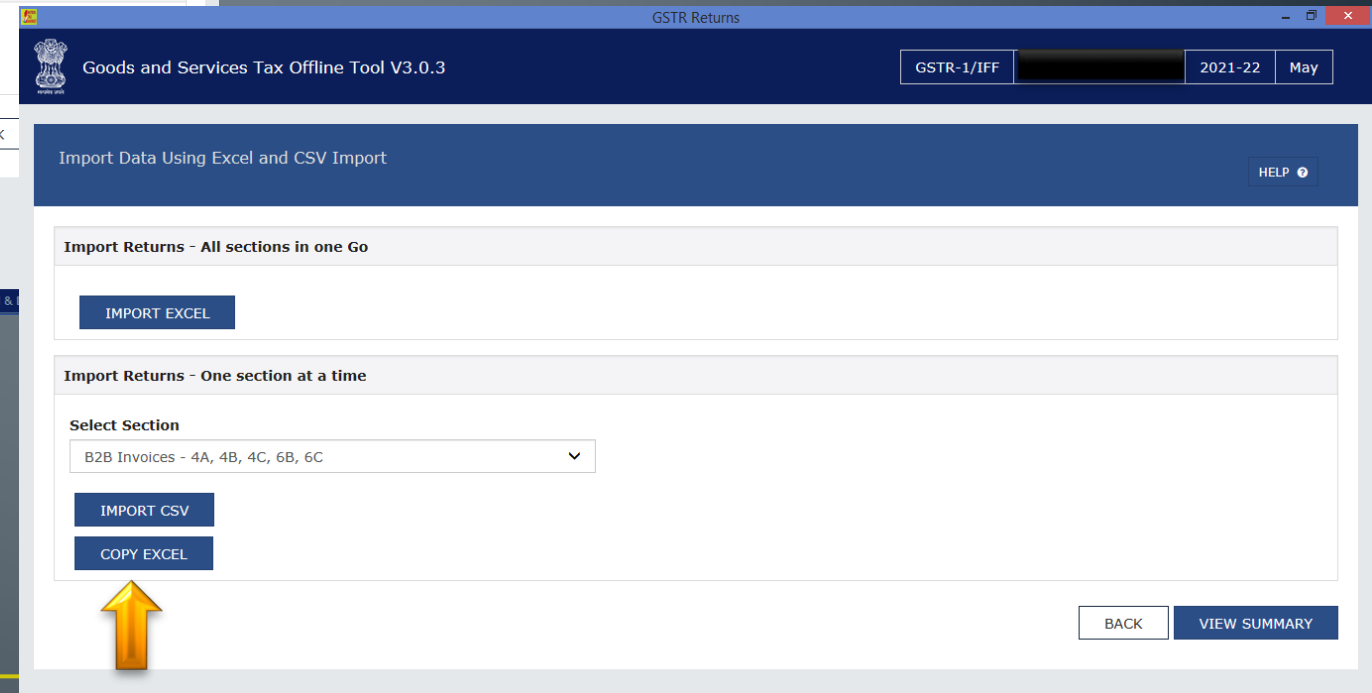 GSTR Returns
Goods and Services Tax Offline Tool V3.0.3
GSTR-1/IFF 2021-22 May
Import Data Using Excel and CSV Import
HELP
Import Returns - All sections in one Go
IMPORT EXCEL
Import Returns - One section at a time
Select Section
B2B Invoices - 4A, 4B, 4C, 6B, 6C
IMPORT CSV
COPY EXCEL
BACK VIEW SUMMARY